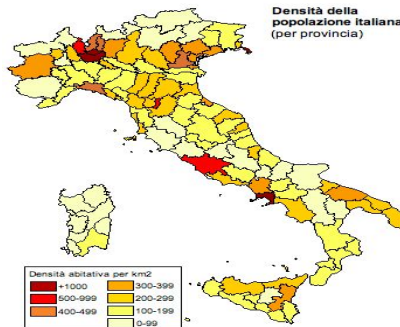 Densità della
popolazione italiana
(per provincia)
Densità abitativa per km2
+1000
500-999
400-499
300-399
200-299
100-199
0-99